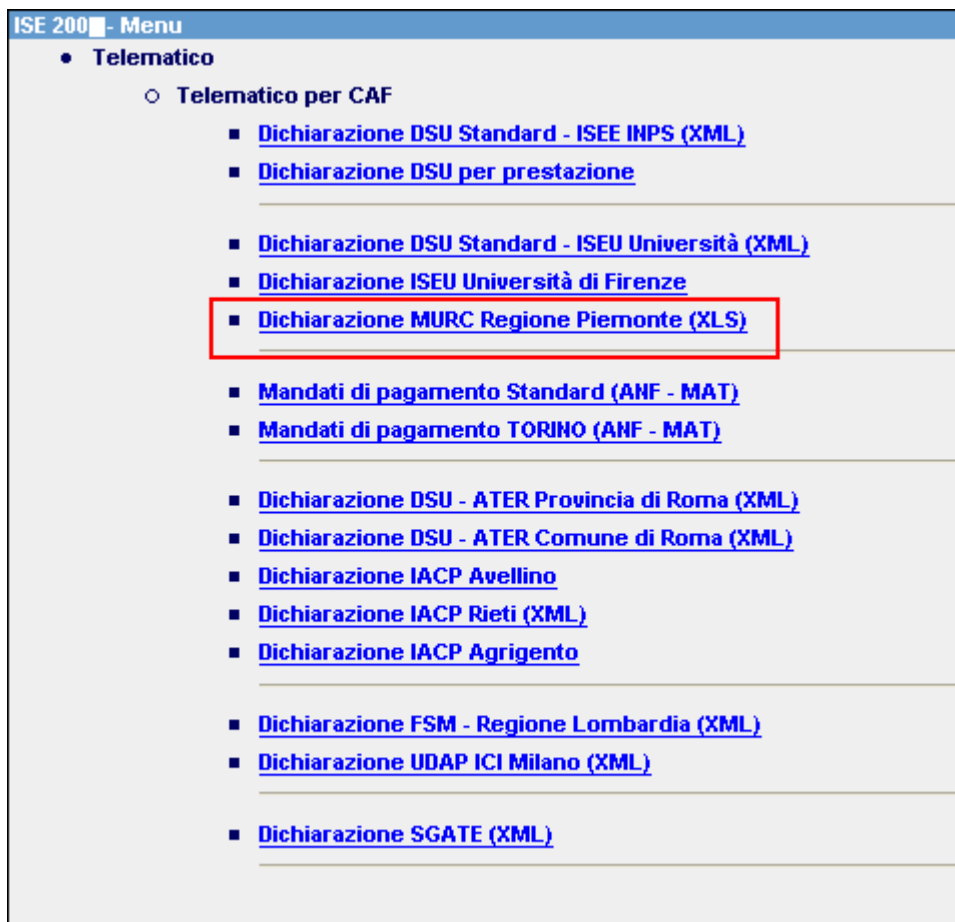 ISE 200 - Menu
Telematico
Telematico per CAF
Dichiarazione DSU Standard - ISEE INPS (XML)
Dichiarazione DSU per prestazione
Dichiarazione DSU Standard - ISEU Università (XML)
Dichiarazione ISEU Università di Firenze
Dichiarazione MURC Regione Piemonte (XLS)
Mandati di pagamento Standard (ANF - MAT)
Mandati di pagamento TORINO (ANF - MAT)
Dichiarazione DSU - ATER Provincia di Roma (XML)
Dichiarazione DSU - ATER Comune di Roma (XML)
Dichiarazione IACP Avellino
Dichiarazione IACP Rieti (XML)
Dichiarazione IACP Agrigento
Dichiarazione FSM - Regione Lombardia (XML)
Dichiarazione UDAP ICI Milano (XML)
Dichiarazione SGATE (XML)